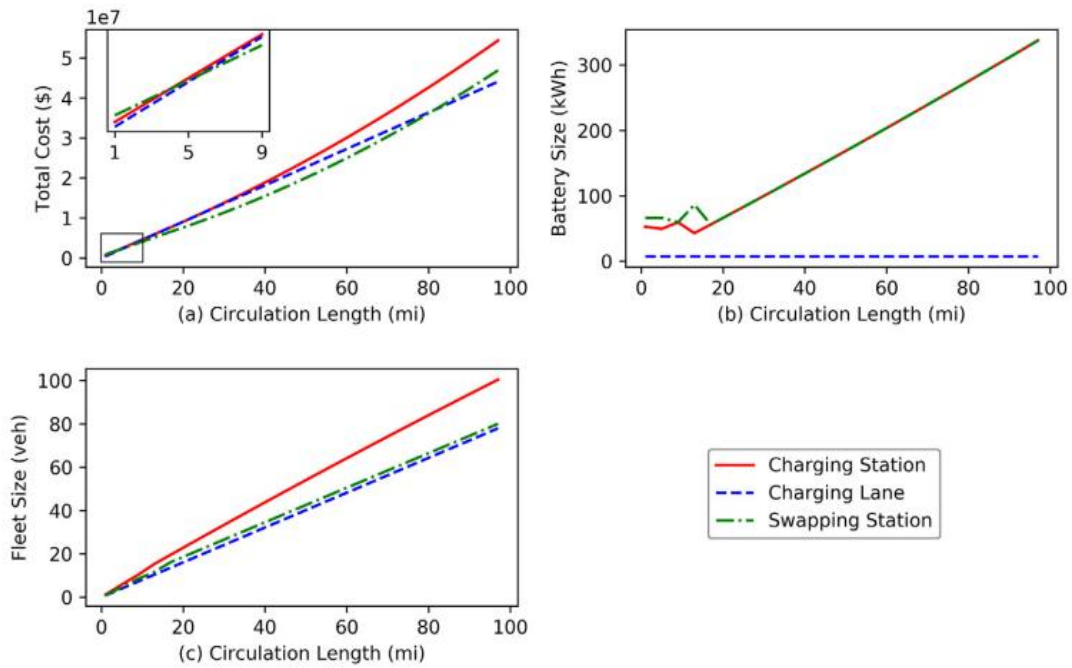 1e7
5
4
3
2
1
0
Total Cost ($)
1 5 9
0 20 40 60 80 100
(a) Circulation Length (mi)
300
200
100
0
Battery Size (kWh)
0 20 40 60 80 100
(b) Circulation Length (mi)
100
80
60
40
20
0
Fleet Size (veh)
0 20 40 60 80 100
(c) Circulation Length (mi)
Charging Station
Charging Lane
Swapping Station